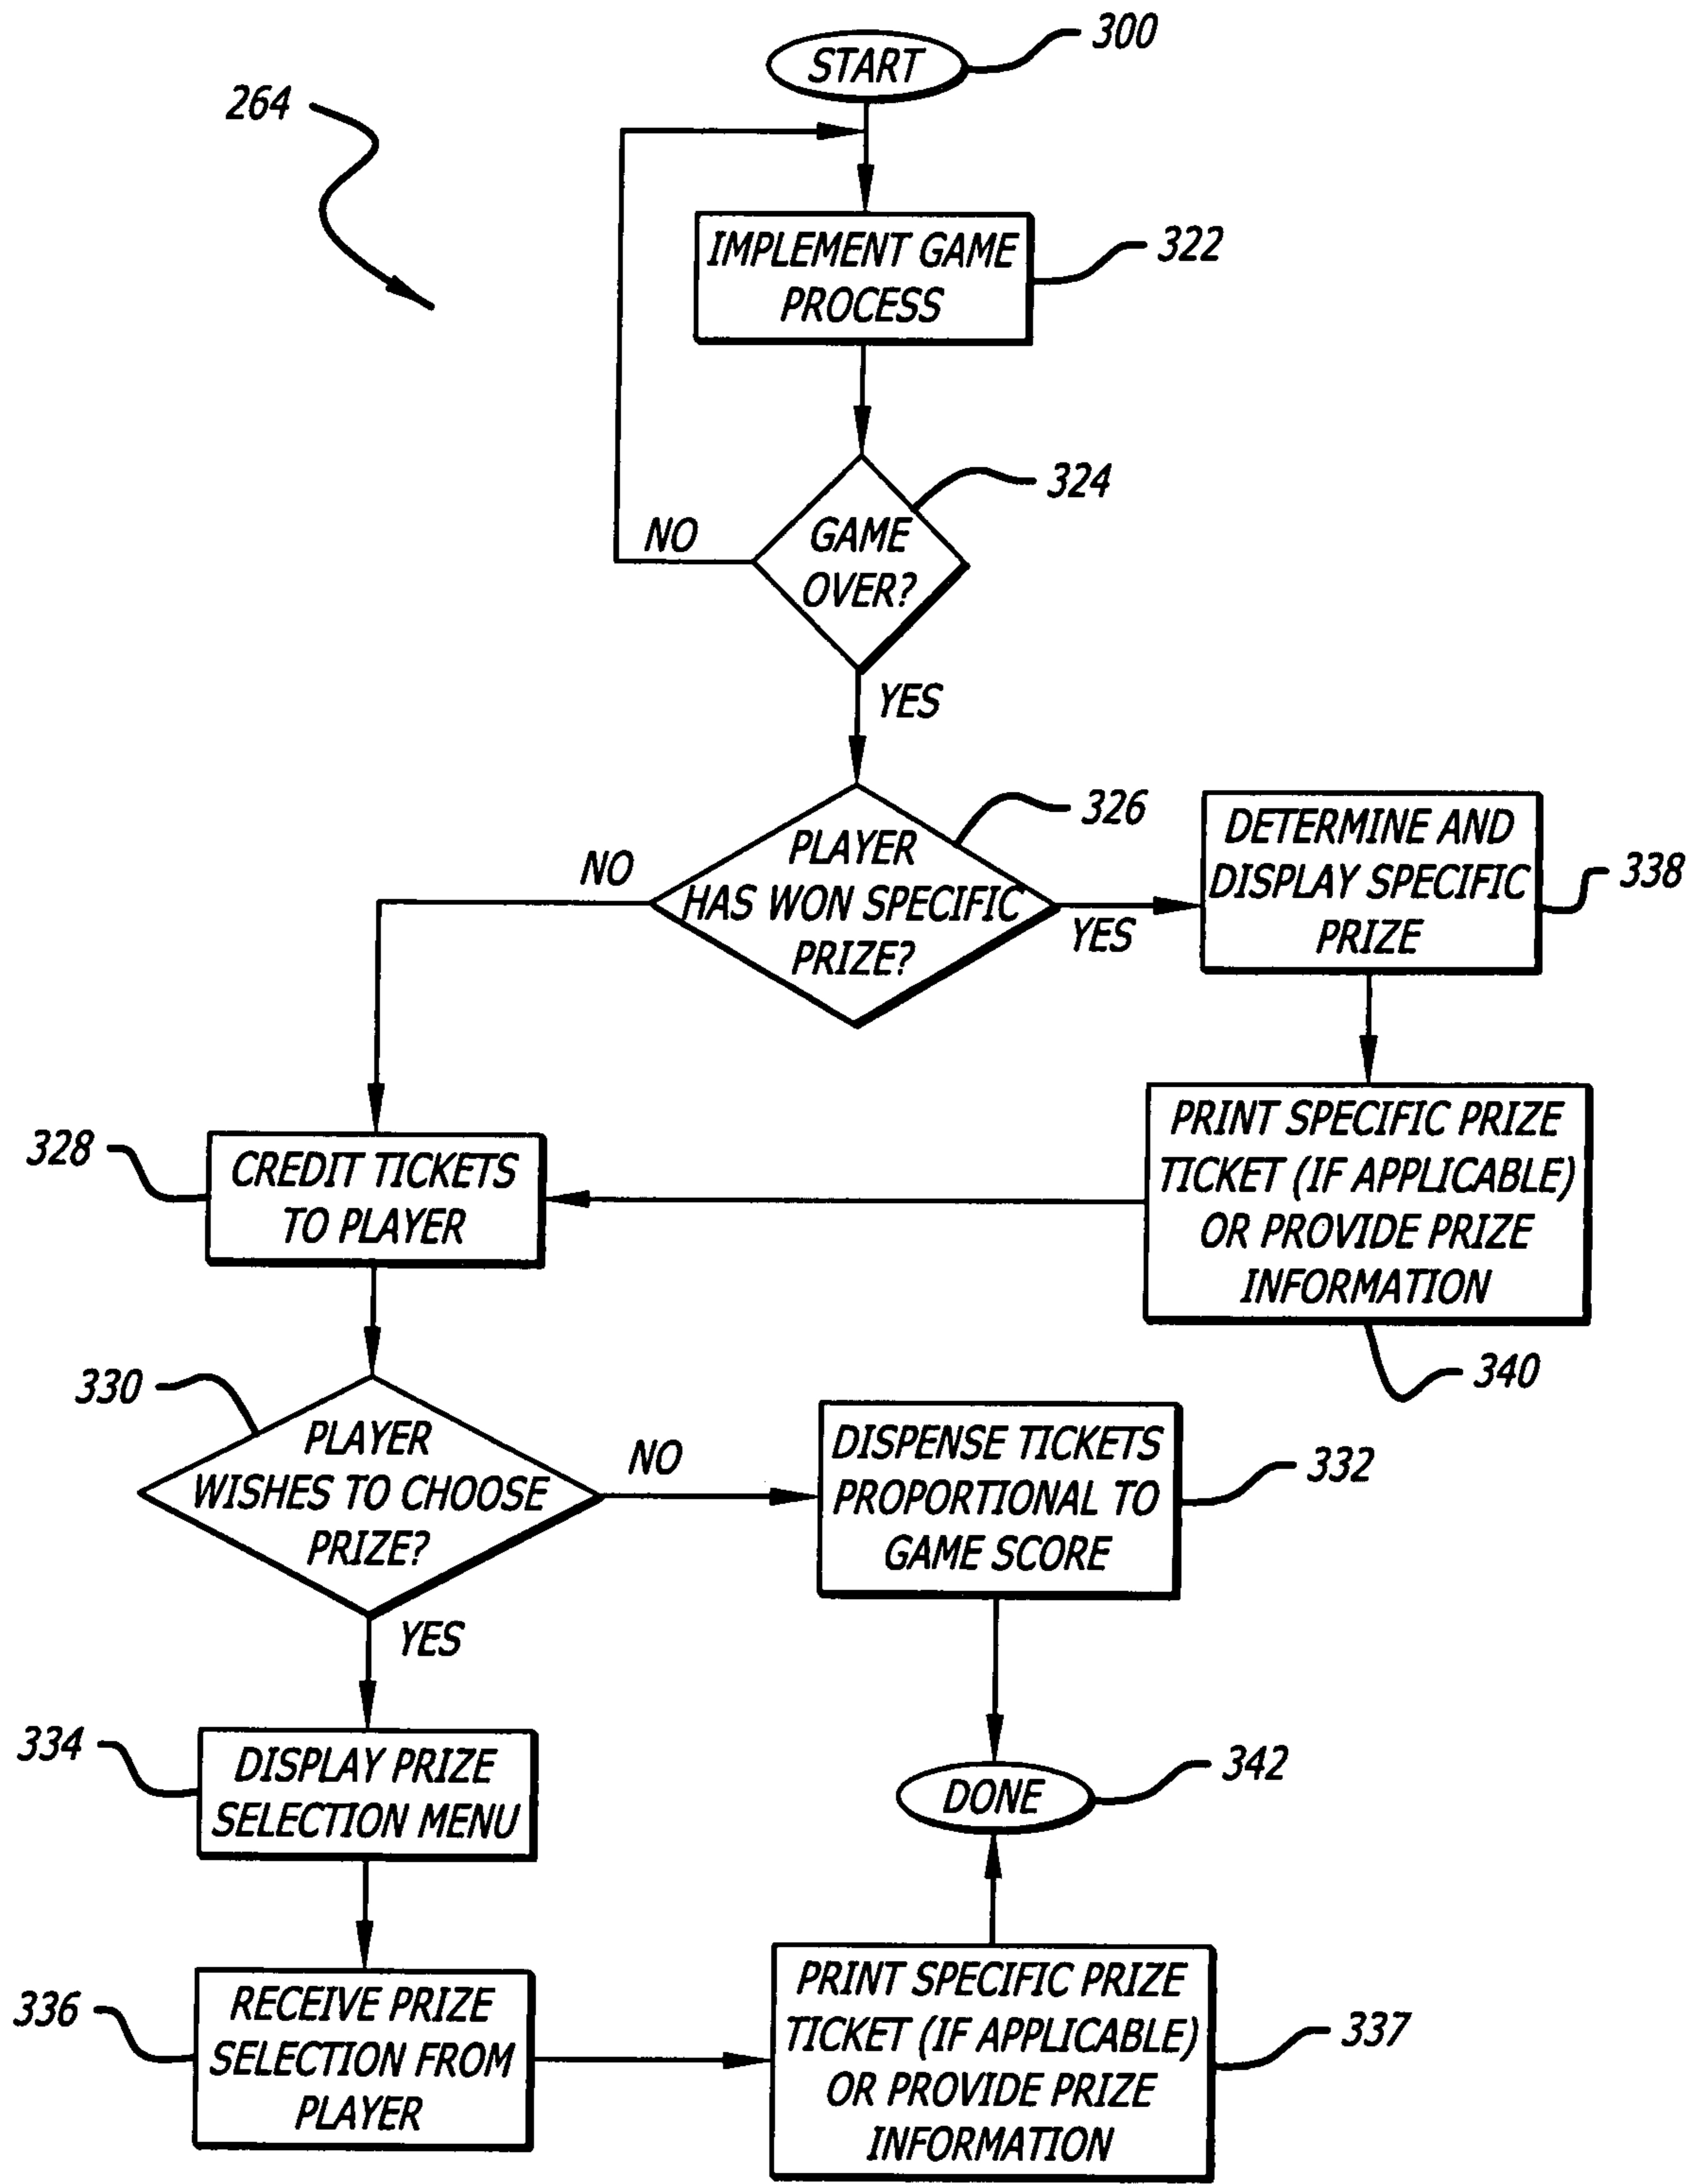 START
300
264
IMPLEMENT GAME
PROCESS
322
GAME
OVER?
324
NO
YES
PLAYER
HAS WON SPECIFIC
PRIZE?
326
NO
YES
DETERMINE AND
DISPLAY SPECIFIC
PRIZE
338
PRINT SPECIFIC PRIZE
TICKET (IF APPLICABLE)
OR PROVIDE PRIZE
INFORMATION
340
328
CREDIT TICKETS
TO PLAYER
330
PLAYER
WISHES TO CHOOSE
PRIZE?
NO
YES
DISPENSE TICKETS
PROPORTIONAL TO
GAME SCORE
332
334
DISPLAY PRIZE
SELECTION MENU
DONE
342
336
RECEIVE PRIZE
SELECTION FROM
PLAYER
PRINT SPECIFIC PRIZE
TICKET (IF APPLICABLE)
OR PROVIDE PRIZE
INFORMATION
337